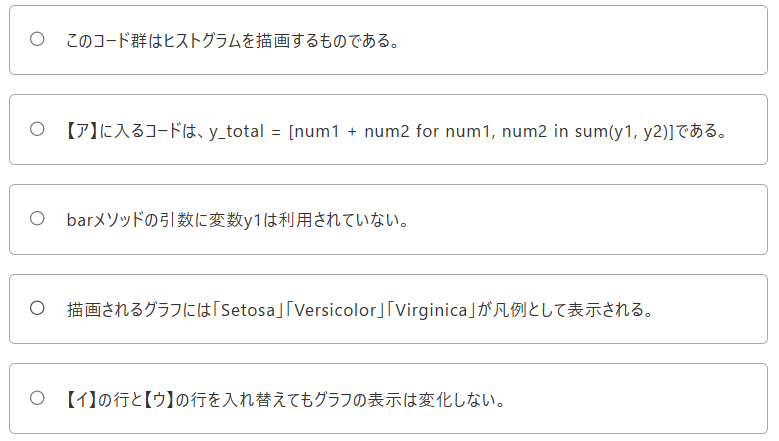 このコード群はヒストグラムを描画するものである。
【ア】に入るコードは、y_total = [num1 + num2 for num1, num2 in sum(y1, y2)]である。
barメソッドの引数に変数y1は利用されていない。
描画されるグラフには「Setosa」「Versicolor」「Virginica」が凡例として表示される。
【イ】の行と【ウ】の行を入れ替えてもグラフの表示は変化しない。